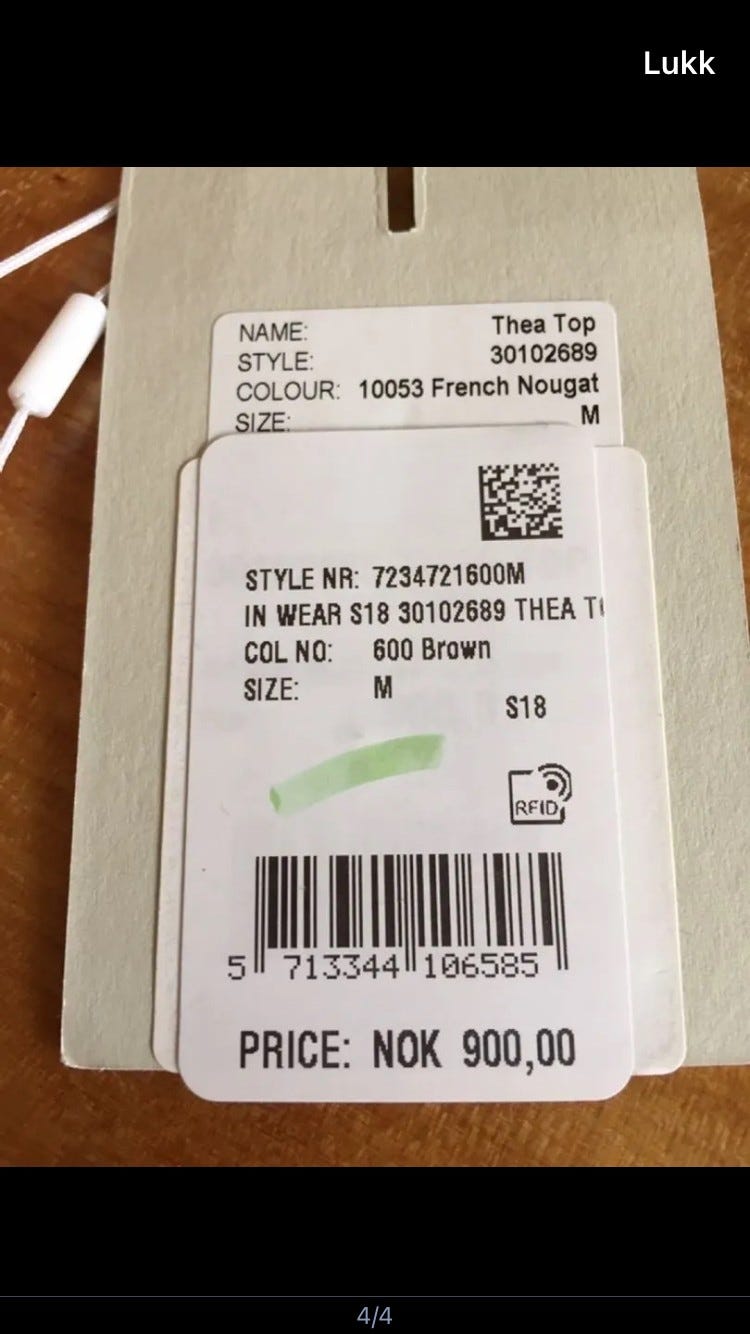 Lukk
NAME: Thea Top
STYLE: 30102689
COLOUR: 10053 French Nougat
SIZE: M
STYLE NR: 7234721600M
IN WEAR S18 30102689 THEA
COL NO: 600 Brown
SIZE: M
S18
RFID
5 713344 106585
PRICE: NOK 900,00
4/4